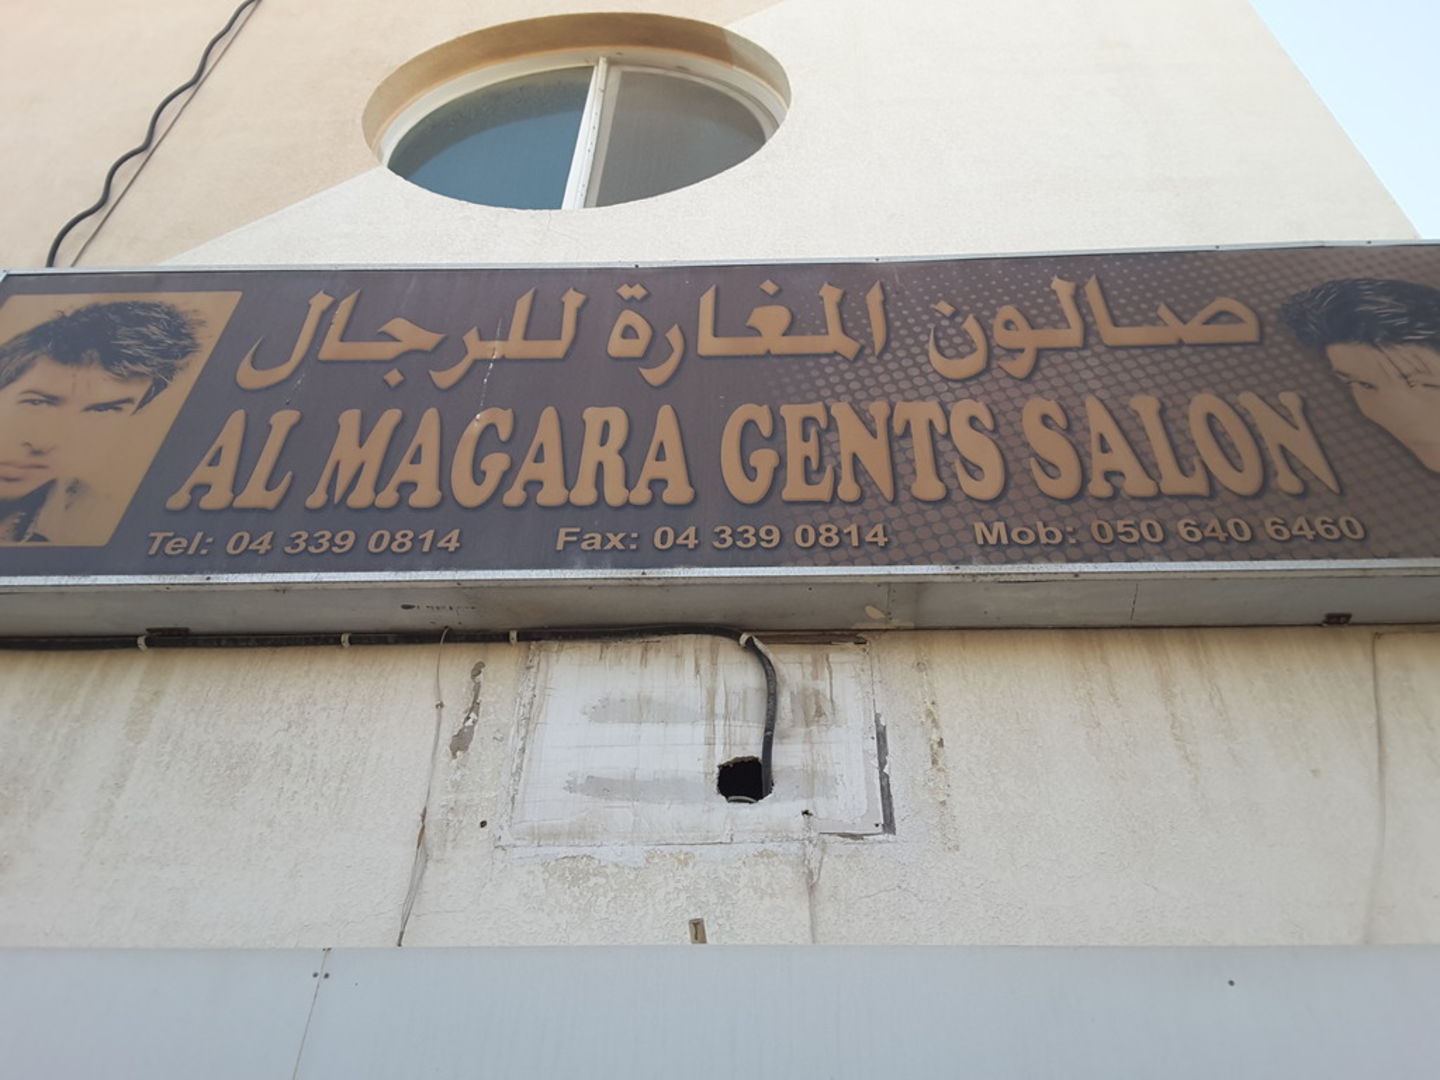 صالون المغارة للرجال
AL MAGARA GENTS SALON
Tel: 04 339 0814 Fax: 04 339 0814 Mob: 050 640 6460